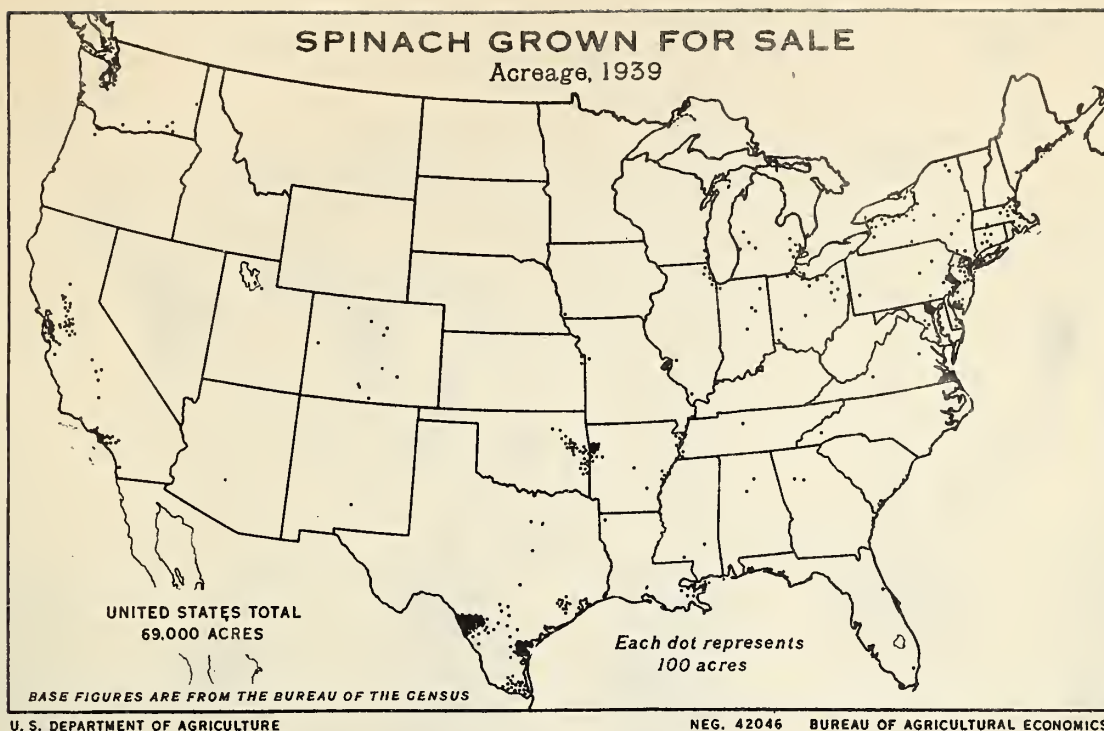 SPINACH GROWN FOR SALE
Acreage, 1939
UNITED STATES TOTAL
69,000 ACRES
Each dot represents
100 acres
BASE FIGURES ARE FROM THE BUREAU OF THE CENSUS
U. S. DEPARTMENT OF AGRICULTURE
NEG. 42046 BUREAU OF AGRICULTURAL ECONOMICS